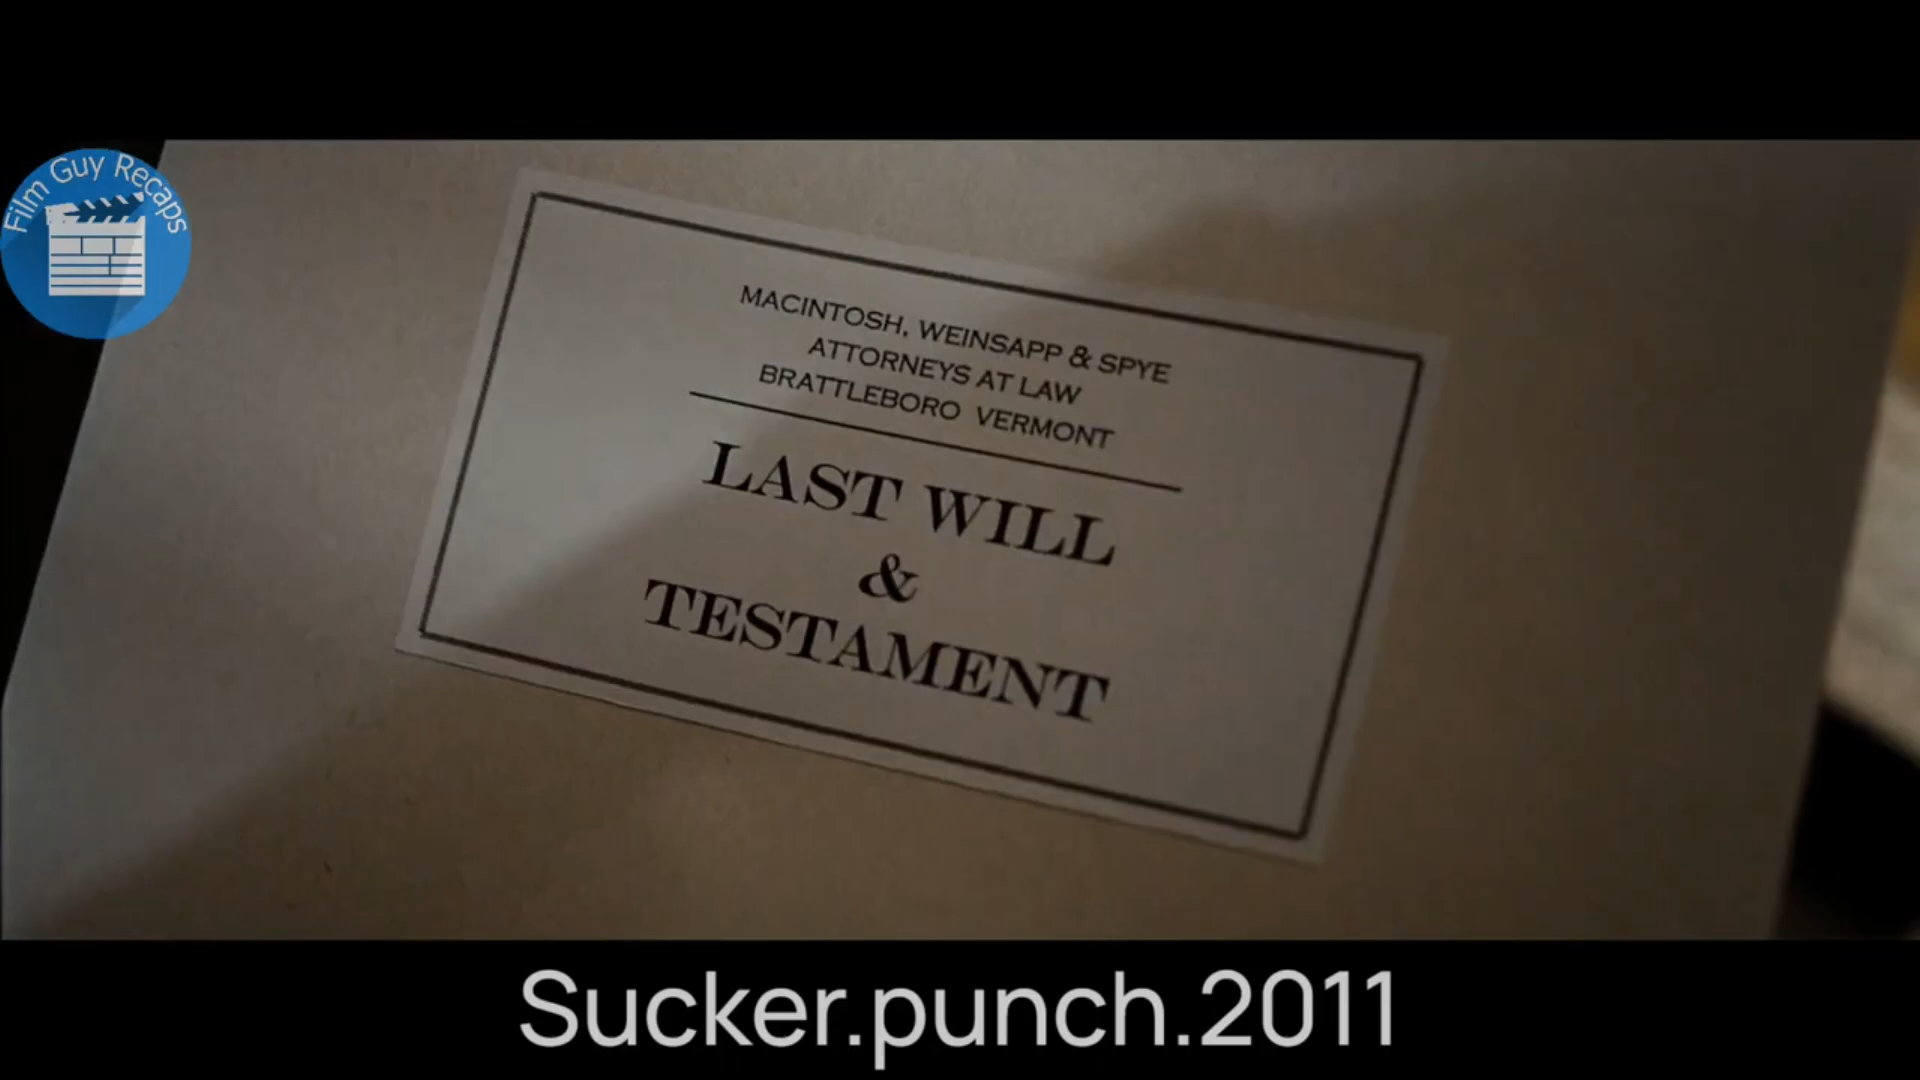 Film Guy Recaps
MACINTOSH, WEINSAPP & SPYE
ATTORNEYS AT LAW
BRATTLEBORO VERMONT
LAST WILL
&
TESTAMENT
Sucker.punch.2011